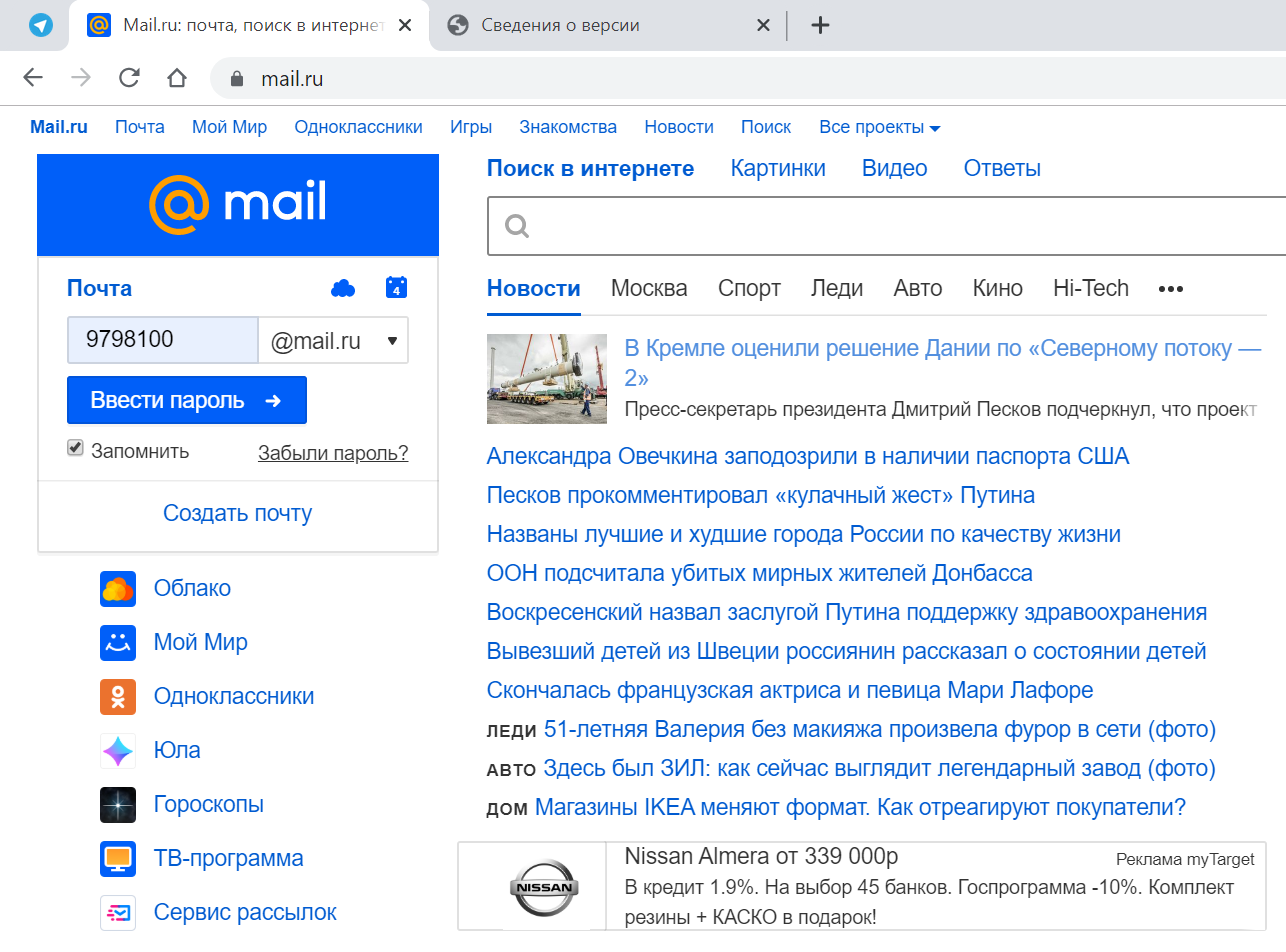 Mail.ru: почта, поиск в интернет
Сведения о версии
mail.ru
Mail.ru Почта Мой Мир Одноклассники Игры Знакомства Новости Поиск Все проекты
@mail
Почта
4
9798100 @mail.ru
Ввести пароль →
Запомнить Забыли пароль?
Создать почту
Облако
Мой Мир
Одноклассники
Юла
Гороскопы
ТВ-программа
Сервис рассылок
Поиск в интернете Картинки Видео Ответы
Новости Москва Спорт Леди Авто Кино Hi-Tech •••
В Кремле оценили решение Дании по «Северному потоку —
2»
Пресс-секретарь президента Дмитрий Песков подчеркнул, что проект
Александра Овечкина заподозрили в наличии паспорта США
Песков прокомментировал «кулачный жест» Путина
Названы лучшие и худшие города России по качеству жизни
ООН подсчитала убитых мирных жителей Донбасса
Воскресенский назвал заслугой Путина поддержку здравоохранения
Вывезший детей из Швеции россиянин рассказал о состоянии детей
Скончалась французская актриса и певица Мари Лафоре
ЛЕДИ 51-летняя Валерия без макияжа произвела фурор в сети (фото)
АВТО Здесь был ЗИЛ: как сейчас выглядит легендарный завод (фото)
ДОМ Магазины IKEA меняют формат. Как отреагируют покупатели?
NISSAN
Nissan Almera от 339 000р Реклама myTarget
В кредит 1.9%. На выбор 45 банков. Госпрограмма -10%. Комплект
резины + КАСКО в подарок!